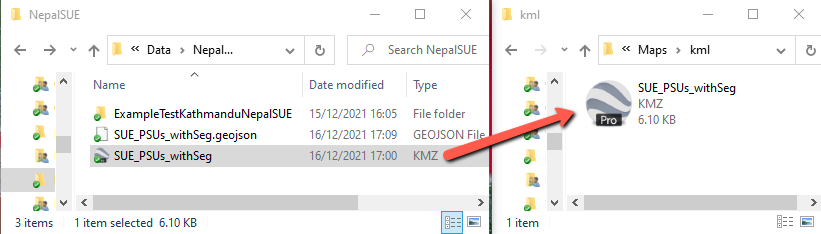 NepalSUE
Data > Nepal...
Search NepalSUE
Name Date modified Type
ExampleTestKathmanduNepalSUE 15/12/2021 16:05 File folder
SUE_PSUs_withSeg.geojson 16/12/2021 17:09 GEOJSON File
SUE_PSUs_withSeg 16/12/2021 17:00 KMZ
3 items 1 item selected 6.10 KB
kml
Maps > kml
SUE_PSUs_withSeg
KMZ
6.10 KB
Pro
1 item